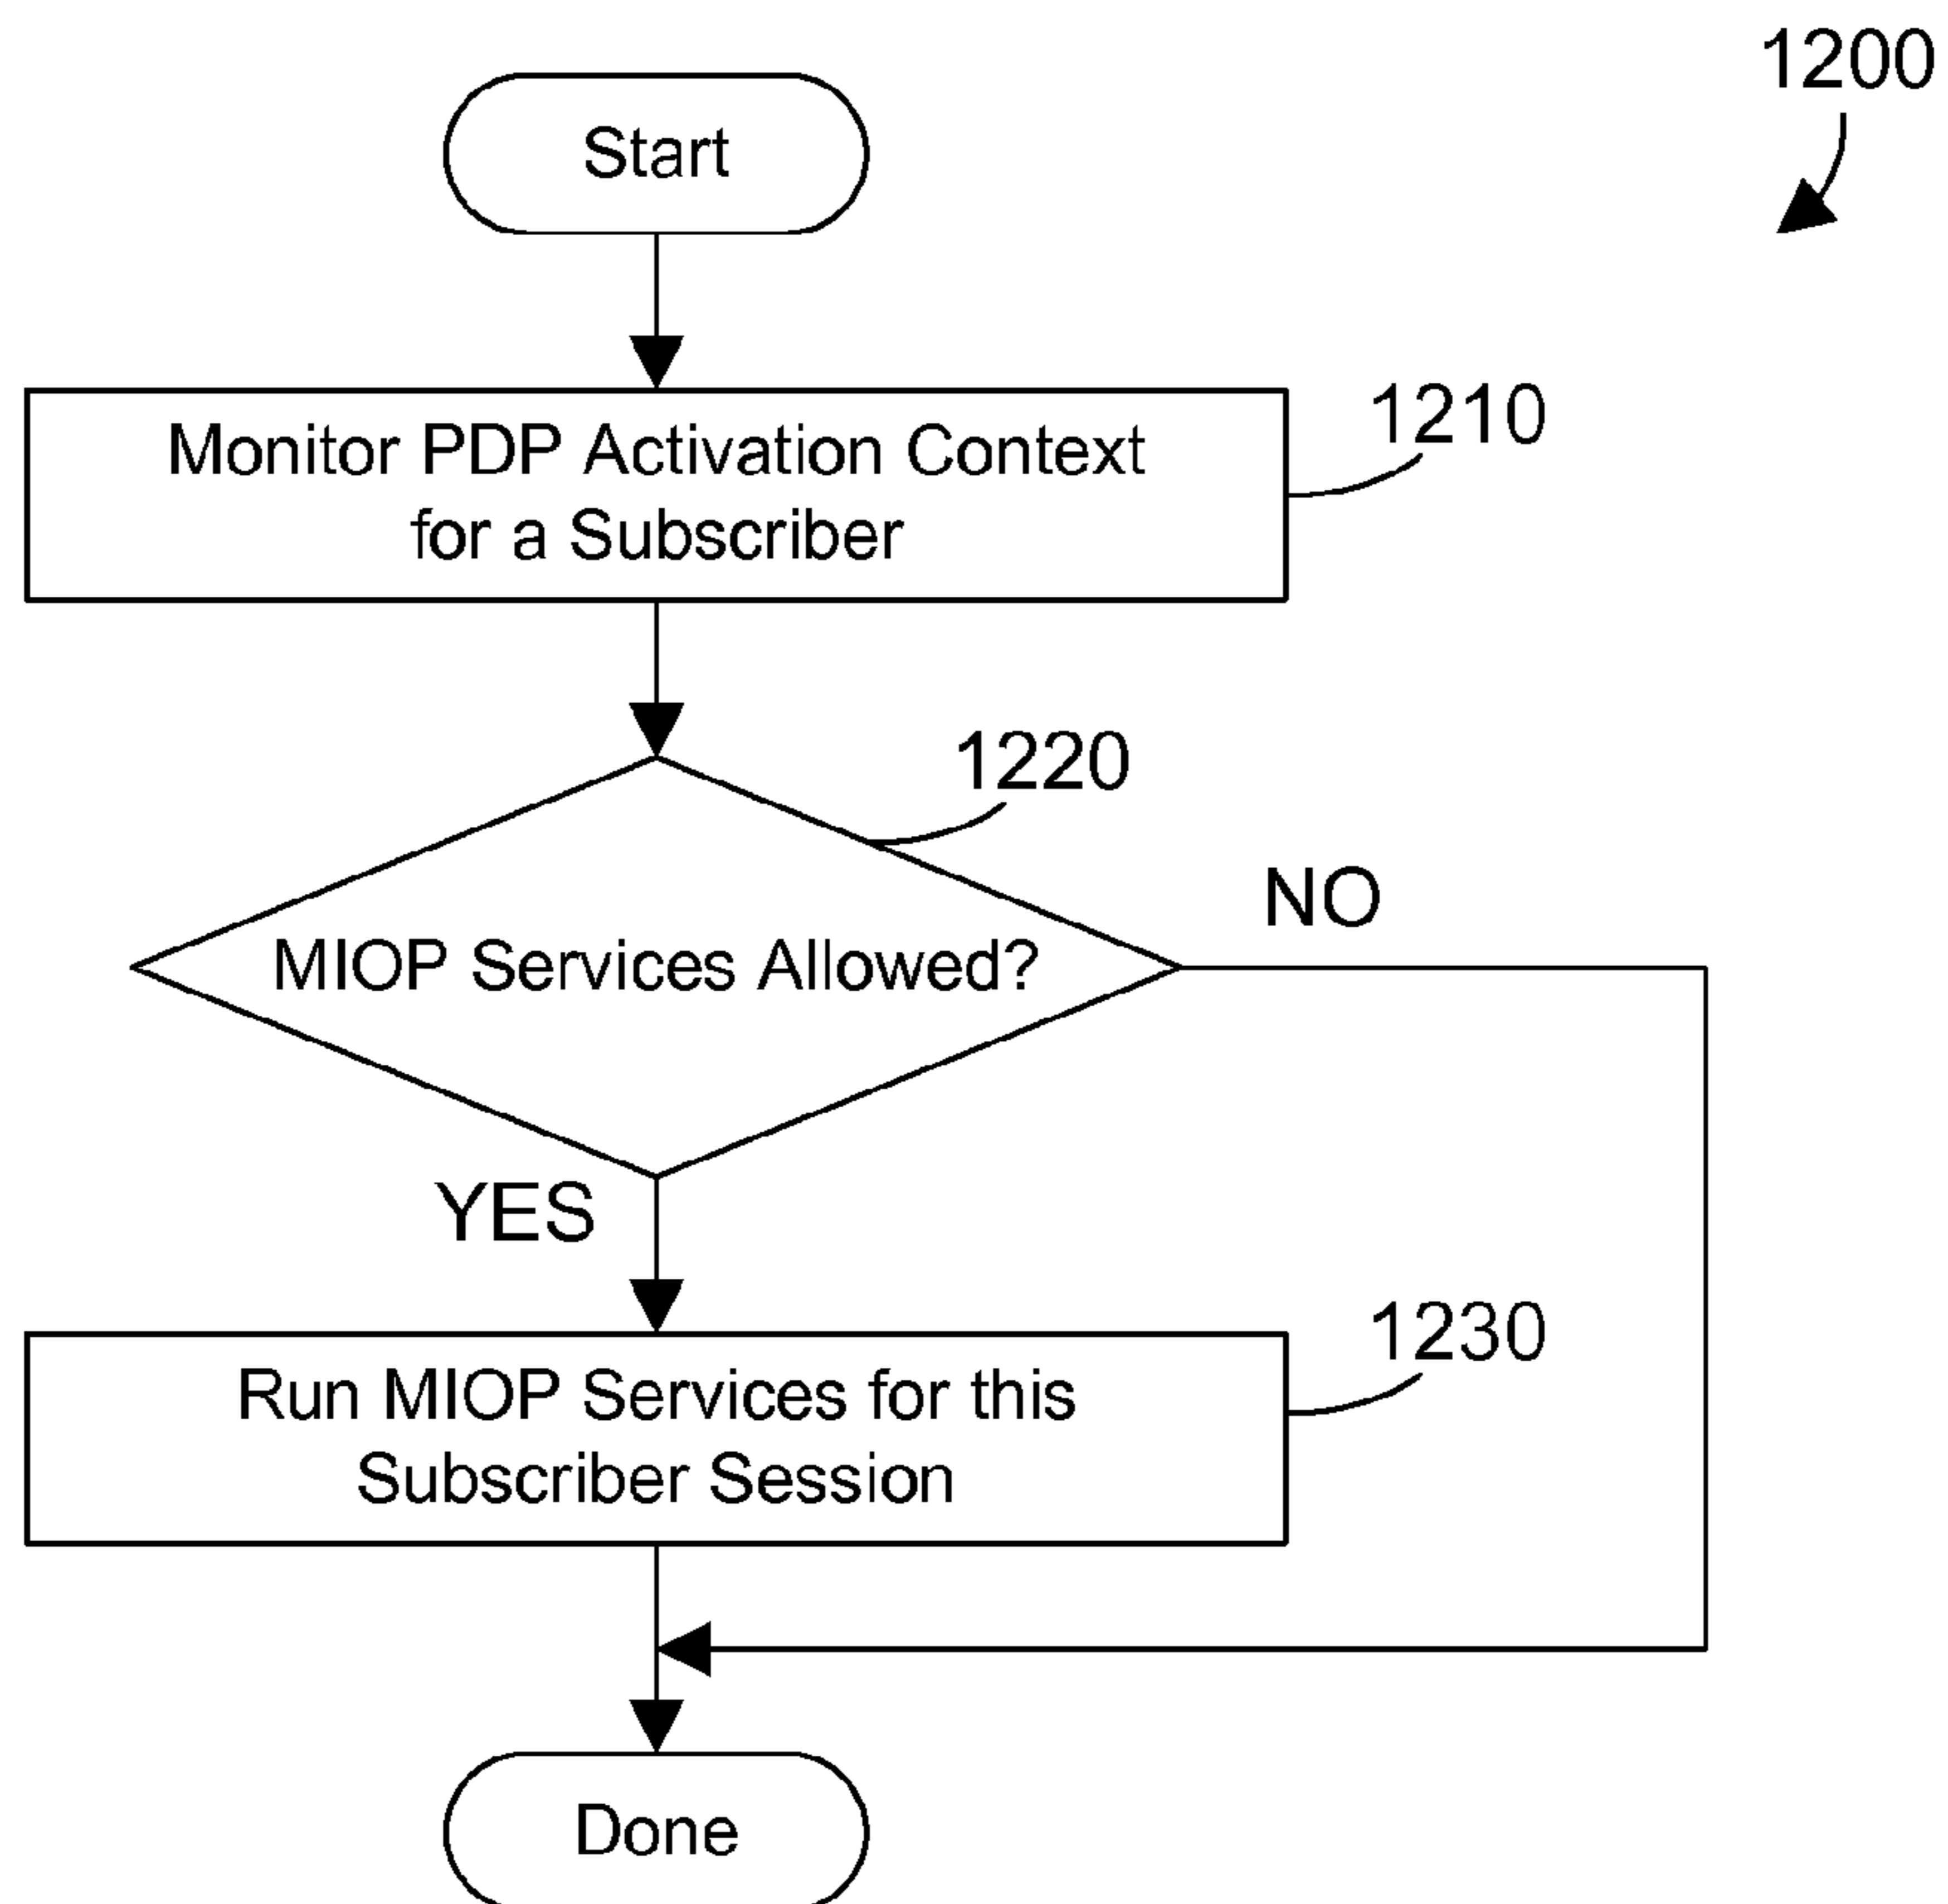 1200
Start
1210
Monitor PDP Activation Context
for a Subscriber
1220
NO
MIOP Services Allowed?
YES
1230
Run MIOP Services for this
Subscriber Session
Done